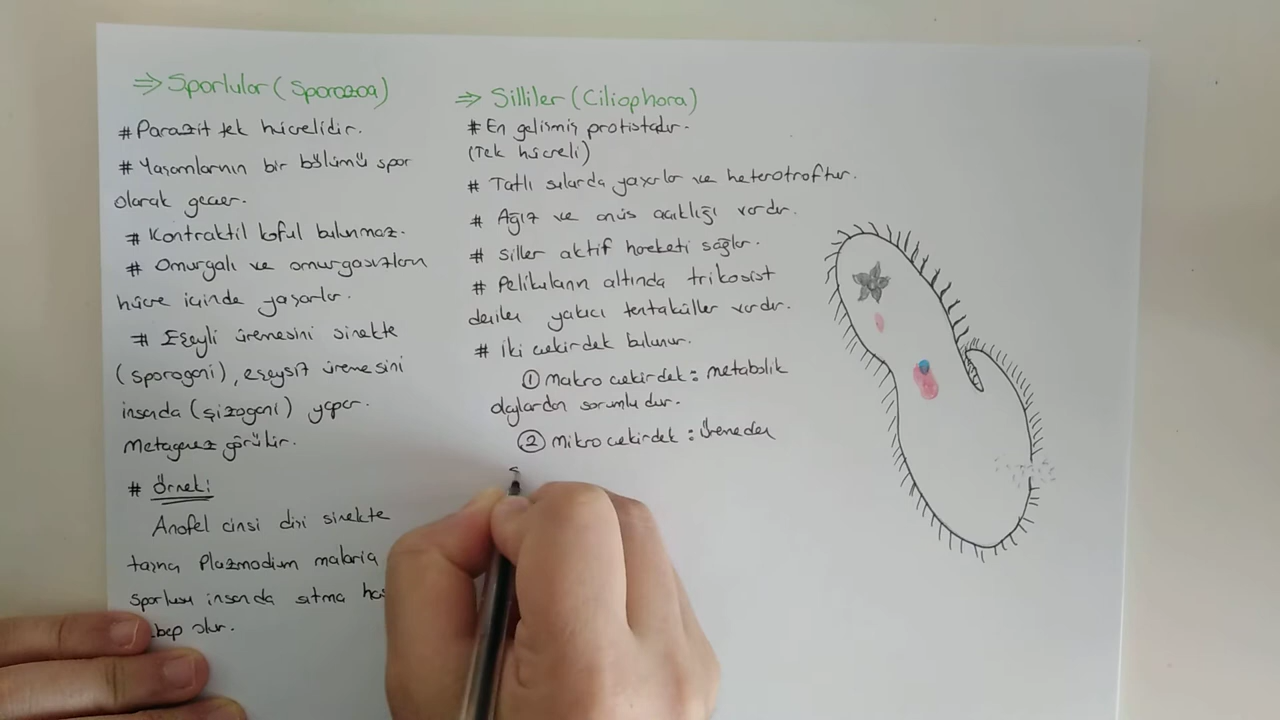 ⇒ Sporlular (Sporozoa)
# Parazit tek hücrelidir.
# Yaşamlarının bir bölümü spor
olarak geçer.
# Kontraktil koful bulunmaz.
# Omurgalı ve omurgasızların
hücre içinde yaşarlar.
# Eşeyli üremesini sinekte
(sporogoni), eşeysiz üremesini
insanda (şizogoni) yapar.
Metagenez görülür.
# Örnek:
Anofel cinsi dişi sinekte
taşınan Plazmodium malaria
sporlusu insanda sıtma
olur.
⇒ Silliler (Ciliophora)
# En gelişmiş protistadır.
(Tek hücreli)
# Tatlı sularda yaşarlar ve heterotroftur.
# Ağız ve anüs açıklığı vardır.
# Siller aktif hareketi sağlar.
# Pelikulanın altında trikosist
denilen yakıcı tentaküller vardır.
# İki çekirdek bulunur.
① Makro çekirdek: metabolik
olaylardan sorumludur.
② Mikro çekirdek: üremeden
s